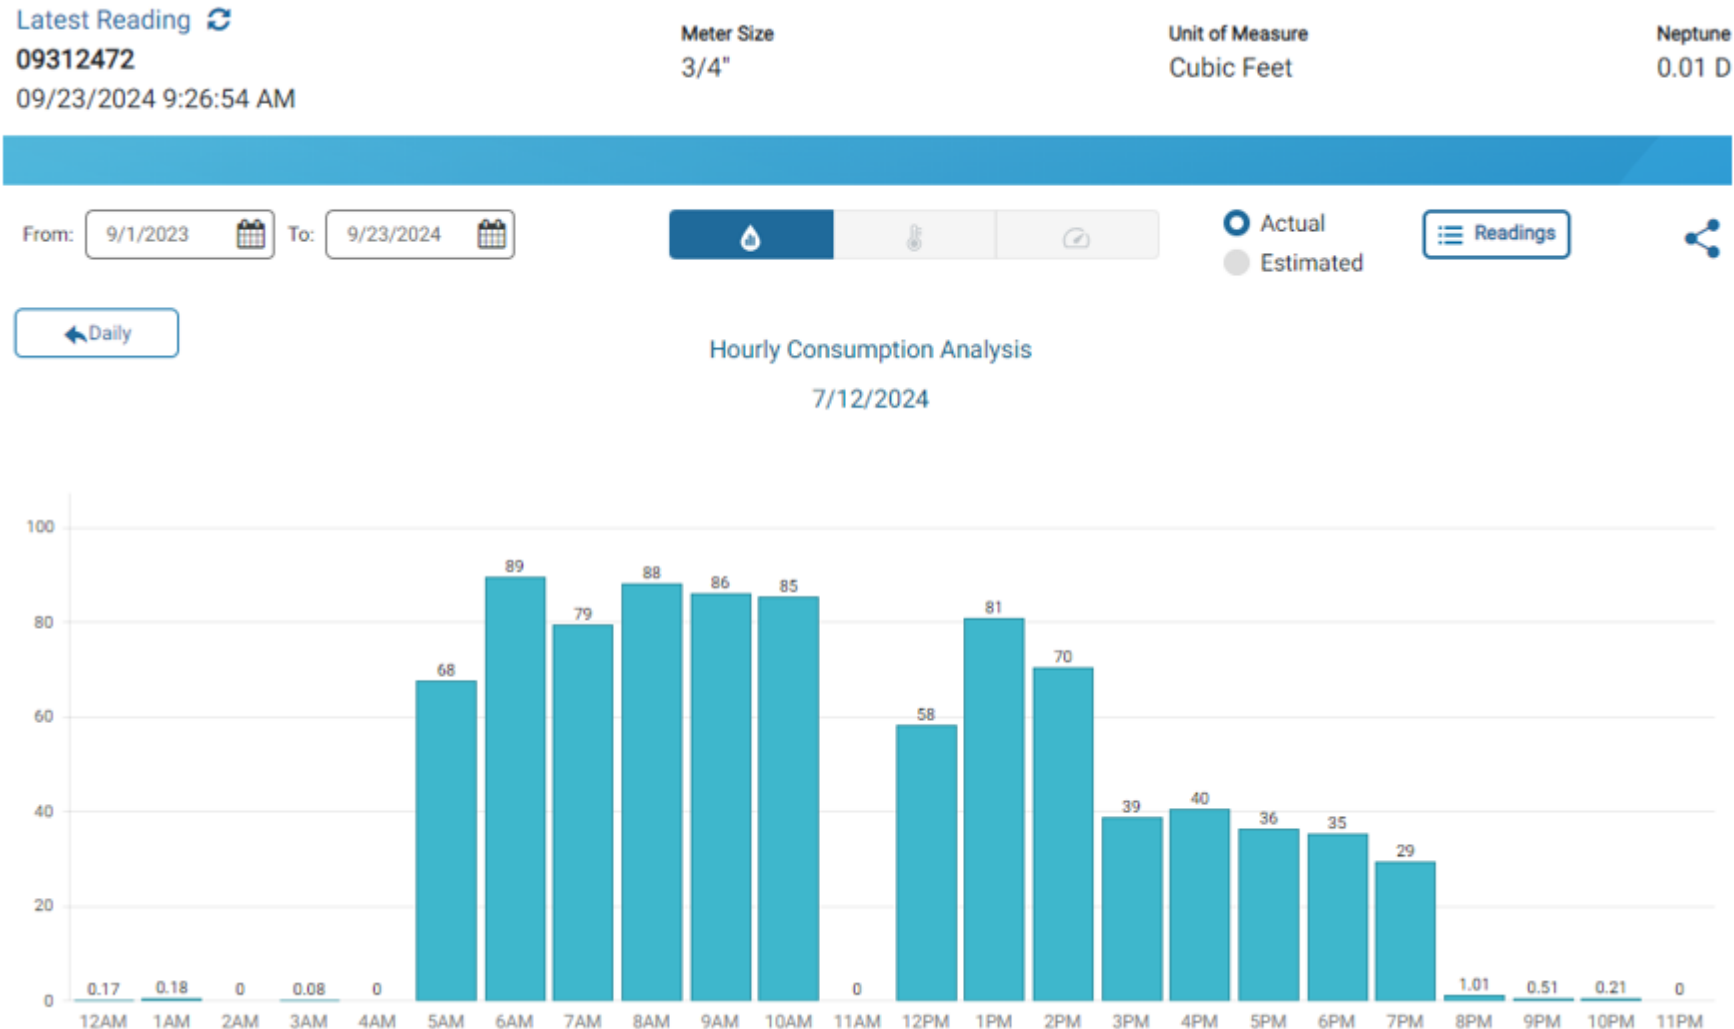 Latest Reading
09312472
09/23/2024 9:26:54 AM
Meter Size
3/4"
Unit of Measure
Cubic Feet
Neptune
0.01 D
From: 9/1/2023 To: 9/23/2024
Actual
Estimated
Readings
Daily
Hourly Consumption Analysis
7/12/2024
100
80
60
40
20
0
0.17 0.18 0 0.08 0 68 89 79 88 86 85 0 58 81 70 39 40 36 35 29 1.01 0.51 0.21 0
12AM 1AM 2AM 3AM 4AM 5AM 6AM 7AM 8AM 9AM 10AM 11AM 12PM 1PM 2PM 3PM 4PM 5PM 6PM 7PM 8PM 9PM 10PM 11PM